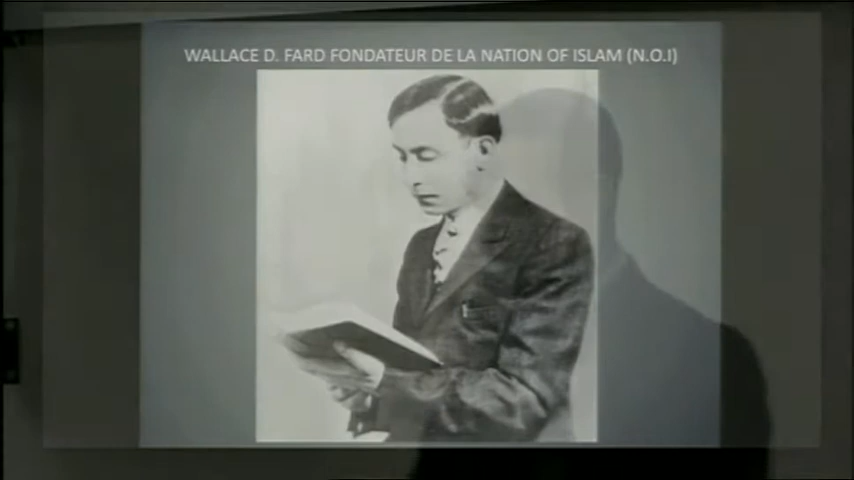 WALLACE D. FARD FONDATEUR DE LA NATION OF ISLAM (N.O.I)